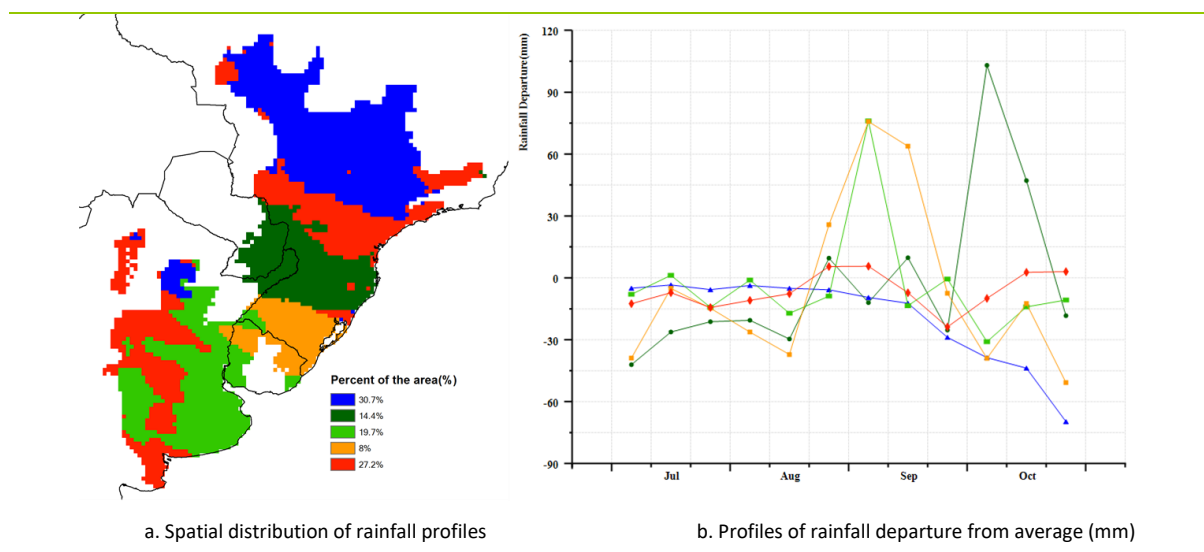 Percent of the area(%)
30.7%
14.4%
19.7%
8%
27.2%
a. Spatial distribution of rainfall profiles
Rainfall Departure(mm)
120
90
60
30
0
-30
-60
-90
Jul
Aug
Sep
Oct
b. Profiles of rainfall departure from average (mm)